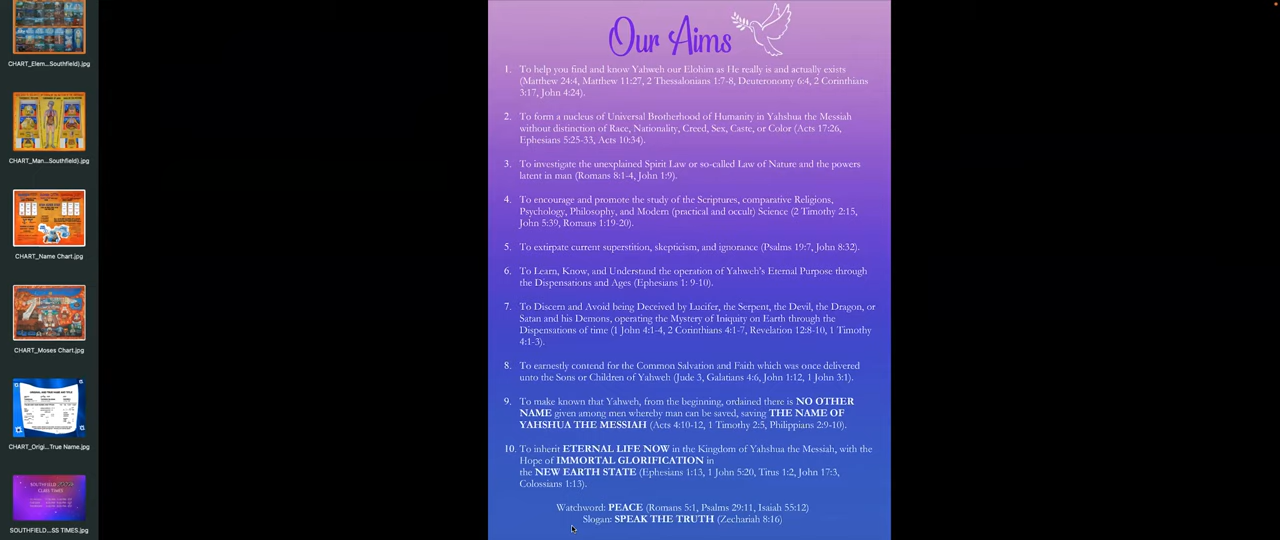 CHART_Elem...Southfield).jpg
CHART_Man...Southfield).jpg
CHART_Name Chart.jpg
CHART_Moses Chart.jpg
CHART_Origi...True Name.jpg
SOUTHFIELD
CLASS TIMES
SOUTHFIELD...SS TIMES.jpg
Our Aims
1. To help you find and know Yahweh our Elohim as He really is and actually exists
(Matthew 24:4, Matthew 11:27, 2 Thessalonians 1:7-8, Deuteronomy 6:4, 2 Corinthians
3:17, John 4:24).
2. To form a nucleus of Universal Brotherhood of Humanity in Yahshua the Messiah
without distinction of Race, Nationality, Creed, Sex, Caste, or Color (Acts 17:26,
Ephesians 5:25-33, Acts 10:34).
3. To investigate the unexplained Spirit Law or so-called Law of Nature and the powers
latent in man (Romans 8:1-4, John 1:9).
4. To encourage and promote the study of the Scriptures, comparative Religions,
Psychology, Philosophy, and Modern (practical and occult) Science (2 Timothy 2:15,
John 5:39, Romans 1:19-20).
5. To extirpate current superstition, skepticism, and ignorance (Psalms 19:7, John 8:32).
6. To Learn, Know, and Understand the operation of Yahweh's Eternal Purpose through
the Dispensations and Ages (Ephesians 1: 9-10).
7. To Discern and Avoid being Deceived by Lucifer, the Serpent, the Devil, the Dragon, or
Satan and his Demons, operating the Mystery of Iniquity on Earth through the
Dispensations of time (1 John 4:1-4, 2 Corinthians 4:1-7, Revelation 12:8-10, 1 Timothy
4:1-3).
8. To earnestly contend for the Common Salvation and Faith which was once delivered
unto the Sons or Children of Yahweh (Jude 3, Galatians 4:6, John 1:12, 1 John 3:1).
9. To make known that Yahweh, from the beginning, ordained there is NO OTHER
NAME given among men whereby man can be saved, saving THE NAME OF
YAHSHUA THE MESSIAH (Acts 4:10-12, 1 Timothy 2:5, Philippians 2:9-10).
10. To inherit ETERNAL LIFE NOW in the Kingdom of Yahshua the Messiah, with the
Hope of IMMORTAL GLORIFICATION in
the NEW EARTH STATE (Ephesians 1:13, 1 John 5:20, Titus 1:2, John 17:3,
Colossians 1:13).
Watchword: PEACE (Romans 5:1, Psalms 29:11, Isaiah 55:12)
Slogan: SPEAK THE TRUTH (Zechariah 8:16)